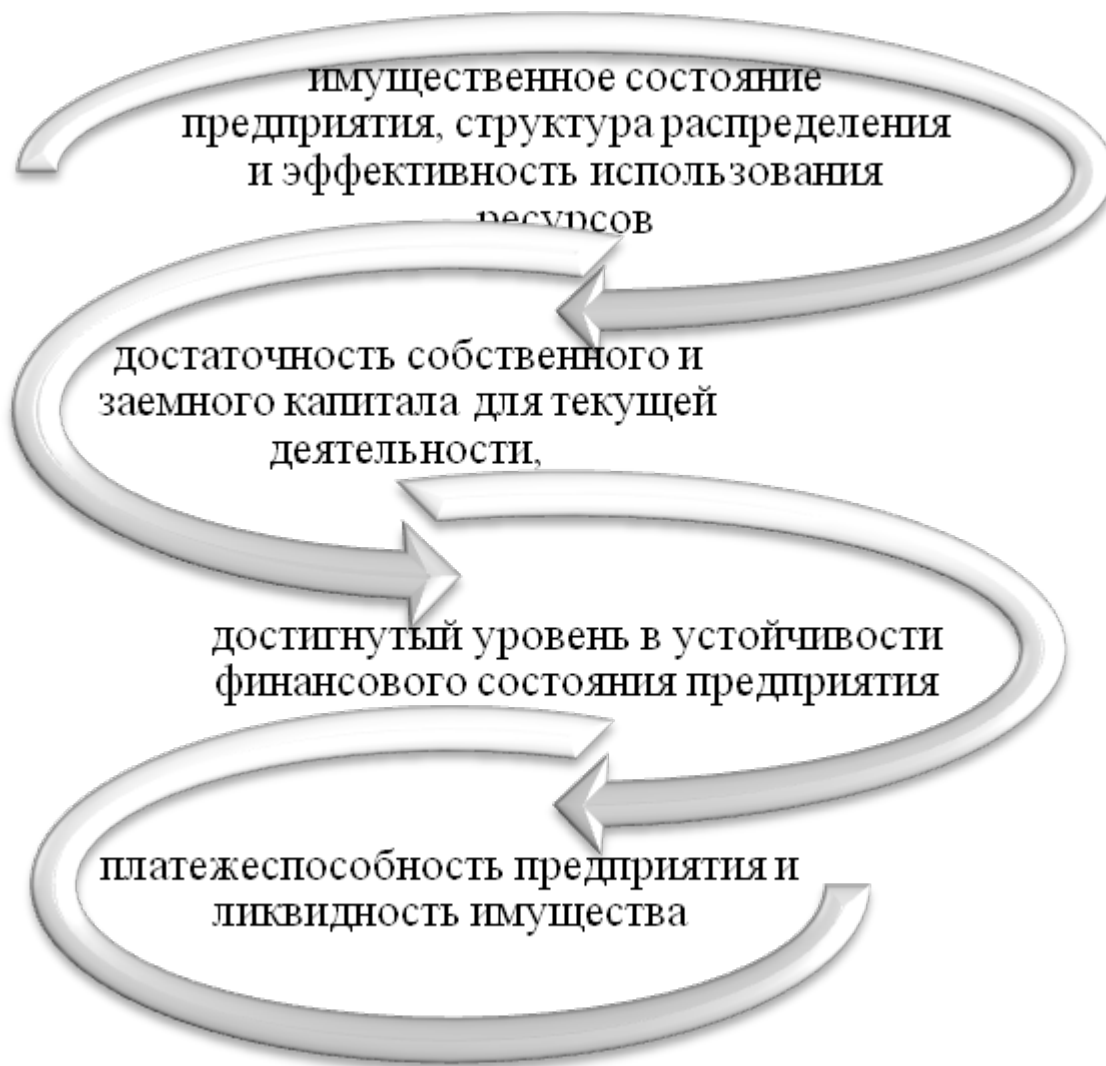 имущественное состояние
предприятия, структура распределения
и эффективность использования
ресурсов
достаточность собственного и
заемного капитала для текущей
деятельности,
достигнутый уровень в устойчивости
финансового состояния предприятия
платежеспособность предприятия и
ликвидность имущества